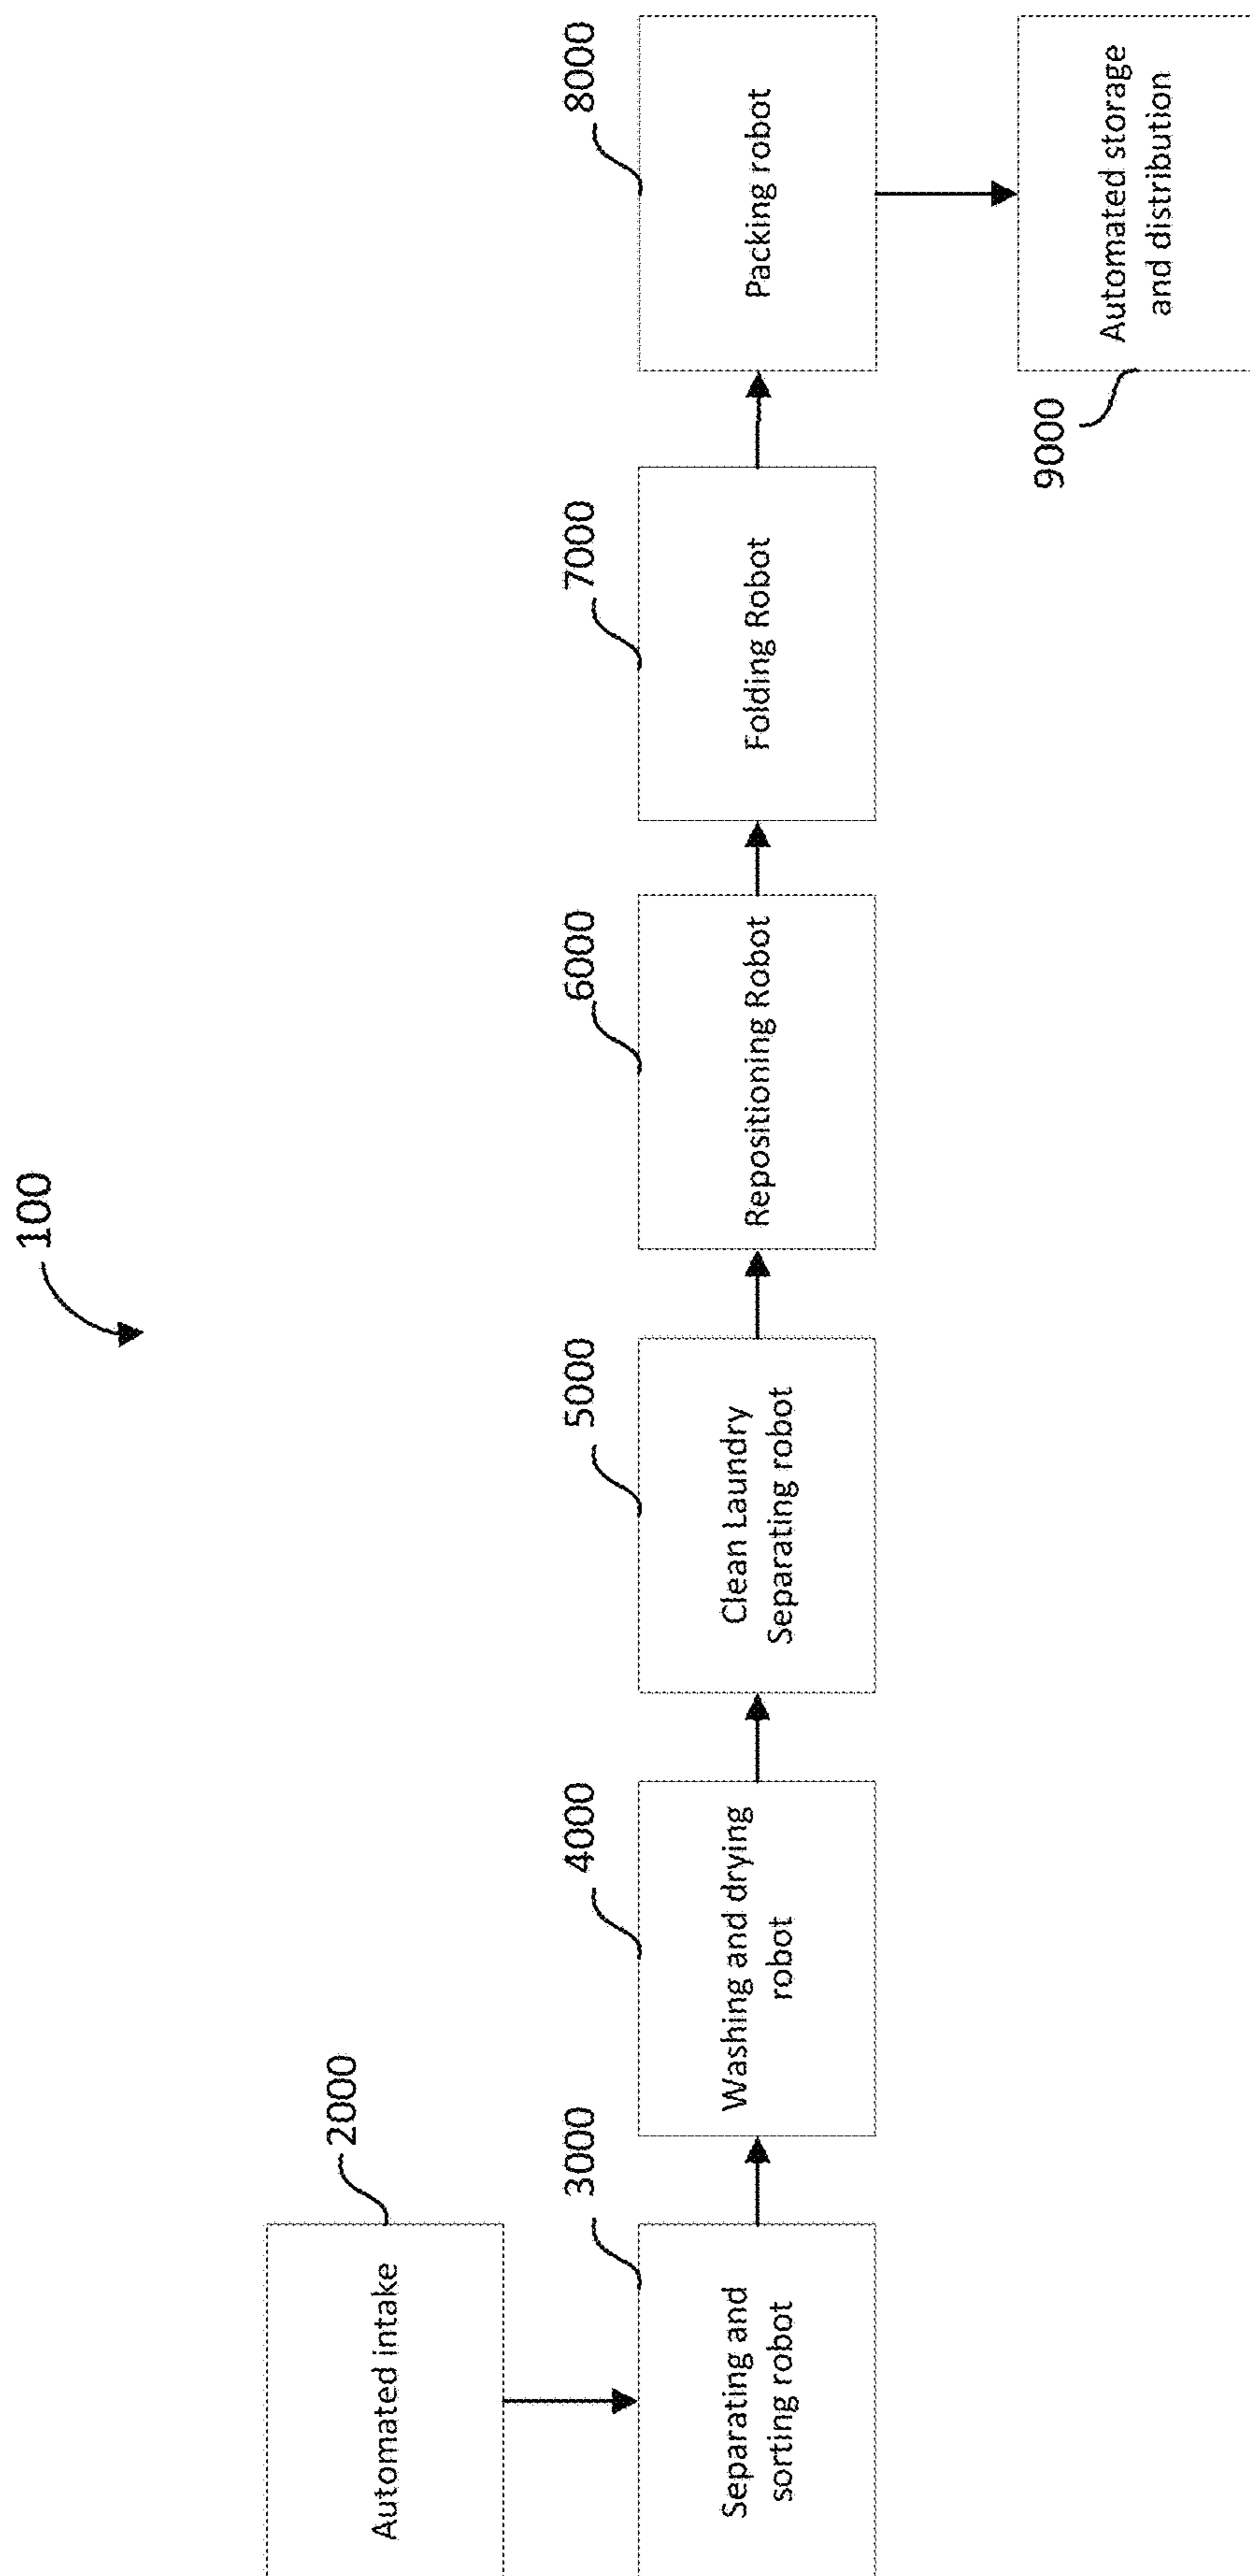 100
2000
Automated intake
3000
Separating and
sorting robot
4000
Washing and drying
robot
5000
Clean Laundry
Separating robot
6000
Repositioning Robot
7000
Folding Robot
8000
Packing robot
9000
Automated storage
and distribution